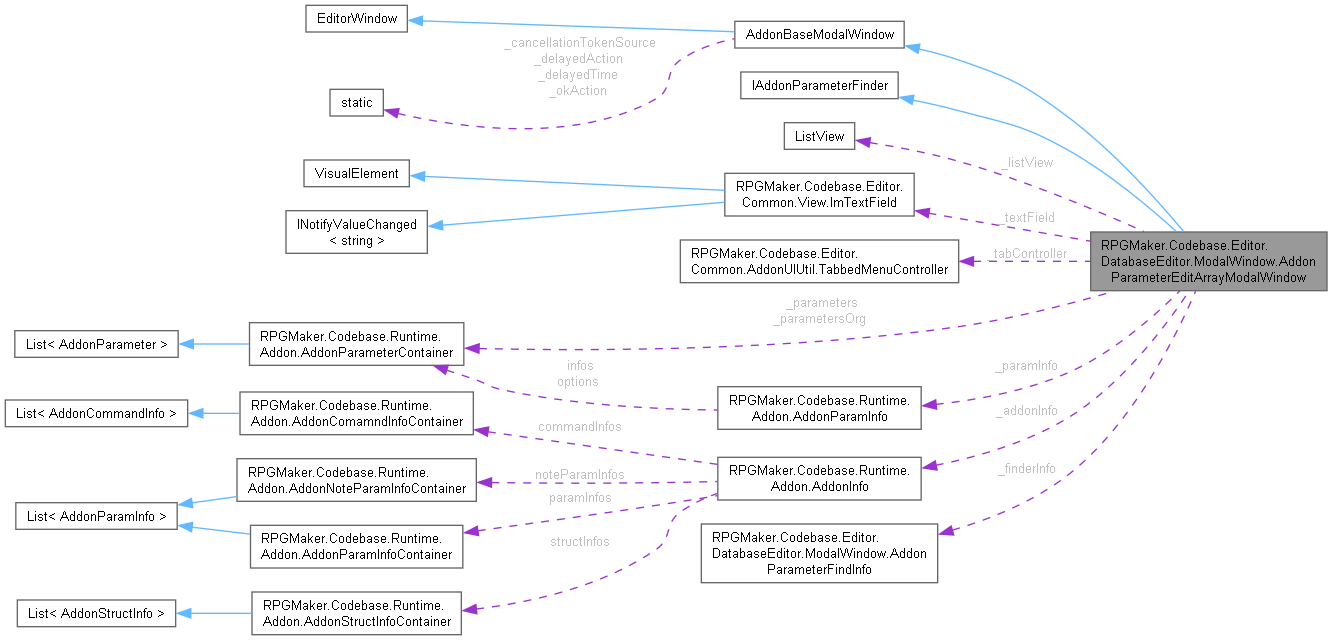 EditorWindow
AddonBaseModalWindow
_cancellationTokenSource
_delayedAction
_delayedTime
_okAction
static
IAddonParameterFinder
ListView
_listView
VisualElement
RPGMaker.Codebase.Editor.
Common.View.ImTextField
INotifyValueChanged
< string >
_textField
RPGMaker.Codebase.Editor.
Common.AddonUIUtil.TabbedMenuController
_tabController
RPGMaker.Codebase.Editor.
DatabaseEditor.ModalWindow.Addon
ParameterEditArrayModalWindow
_parameters
_parametersOrg
List< AddonParameter >
RPGMaker.Codebase.Runtime.
Addon.AddonParameterContainer
infos
options
_paramInfo
RPGMaker.Codebase.Runtime.
Addon.AddonParamInfo
List< AddonCommandInfo >
RPGMaker.Codebase.Runtime.
Addon.AddonComamndInfoContainer
commandInfos
_addonInfo
RPGMaker.Codebase.Runtime.
Addon.AddonInfo
RPGMaker.Codebase.Runtime.
Addon.AddonNoteParamInfoContainer
noteParamInfos
_finderInfo
List< AddonParamInfo >
paramInfos
RPGMaker.Codebase.Runtime.
Addon.AddonParamInfoContainer
structInfos
RPGMaker.Codebase.Editor.
DatabaseEditor.ModalWindow.Addon
ParameterFindInfo
List< AddonStructInfo >
RPGMaker.Codebase.Runtime.
Addon.AddonStructInfoContainer